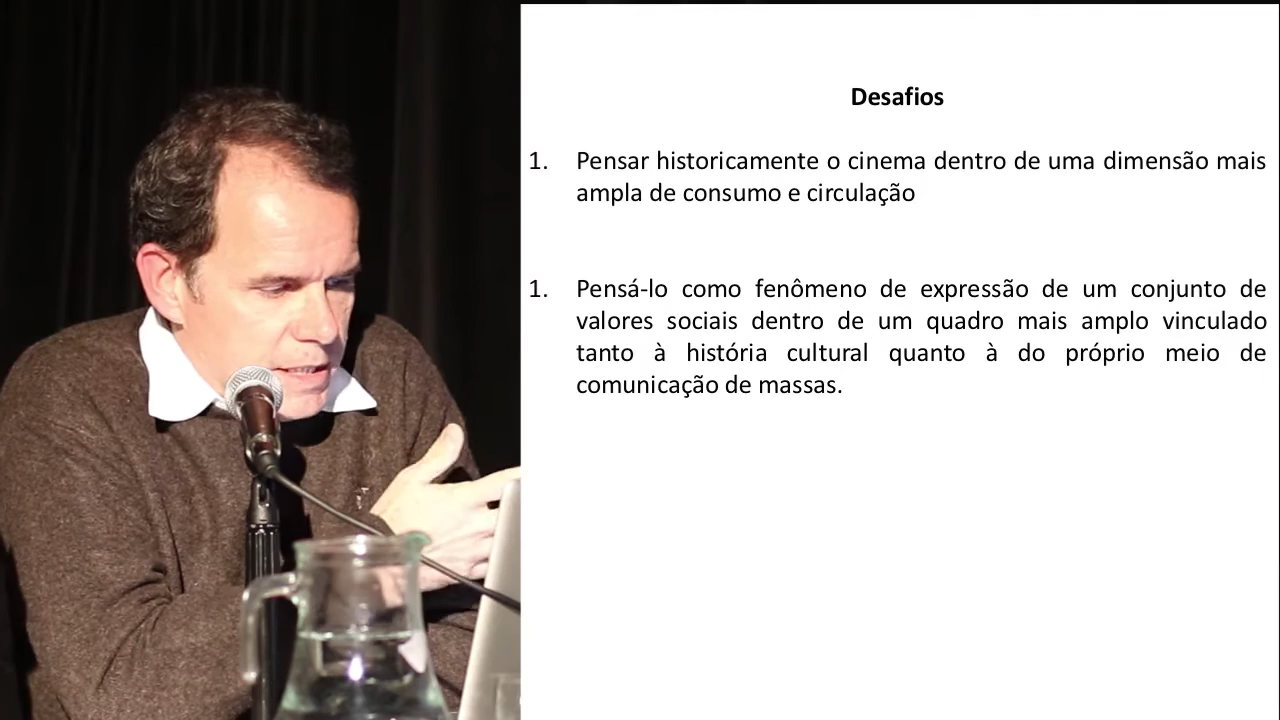 Desafios
1. Pensar historicamente o cinema dentro de uma dimensão mais
ampla de consumo e circulação
1. Pensá-lo como fenômeno de expressão de um conjunto de
valores sociais dentro de um quadro mais amplo vinculado
tanto à história cultural quanto à do próprio meio de
comunicação de massas.